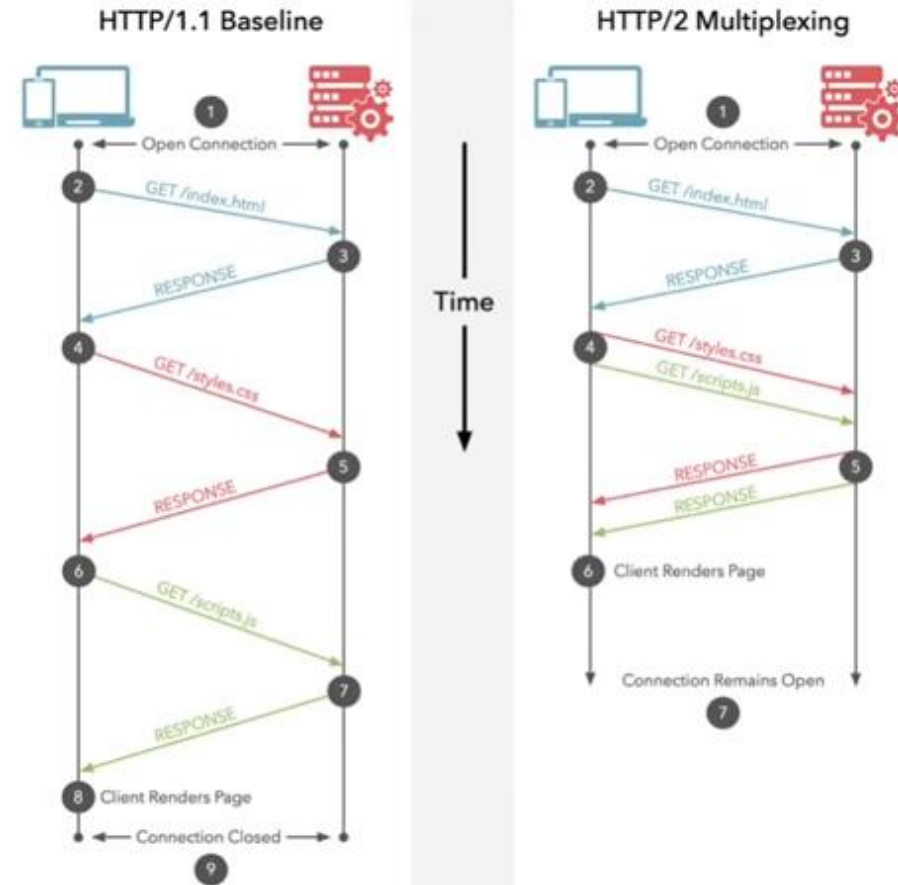 HTTP/1.1 Baseline
1
Open Connection
2
GET /index.html
3
RESPONSE
4
GET /styles.css
5
RESPONSE
6
GET /scripts.js
7
RESPONSE
8 Client Renders Page
Connection Closed
9
Time
HTTP/2 Multiplexing
1
Open Connection
2
GET /index.html
3
RESPONSE
4
GET /styles.css
GET /scripts.js
5
RESPONSE
RESPONSE
6 Client Renders Page
Connection Remains Open
7